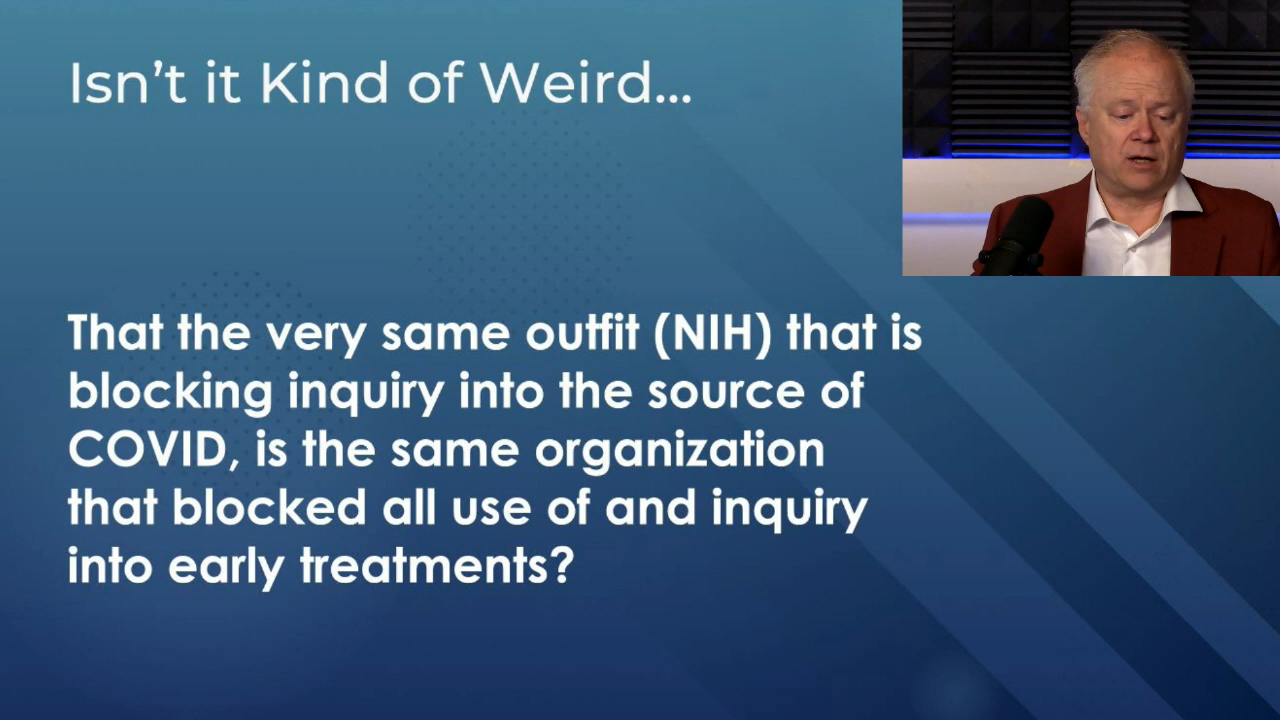 Isn’t it Kind of Weird...
That the very same outfit (NIH) that is
blocking inquiry into the source of
COVID, is the same organization
that blocked all use of and inquiry
into early treatments?